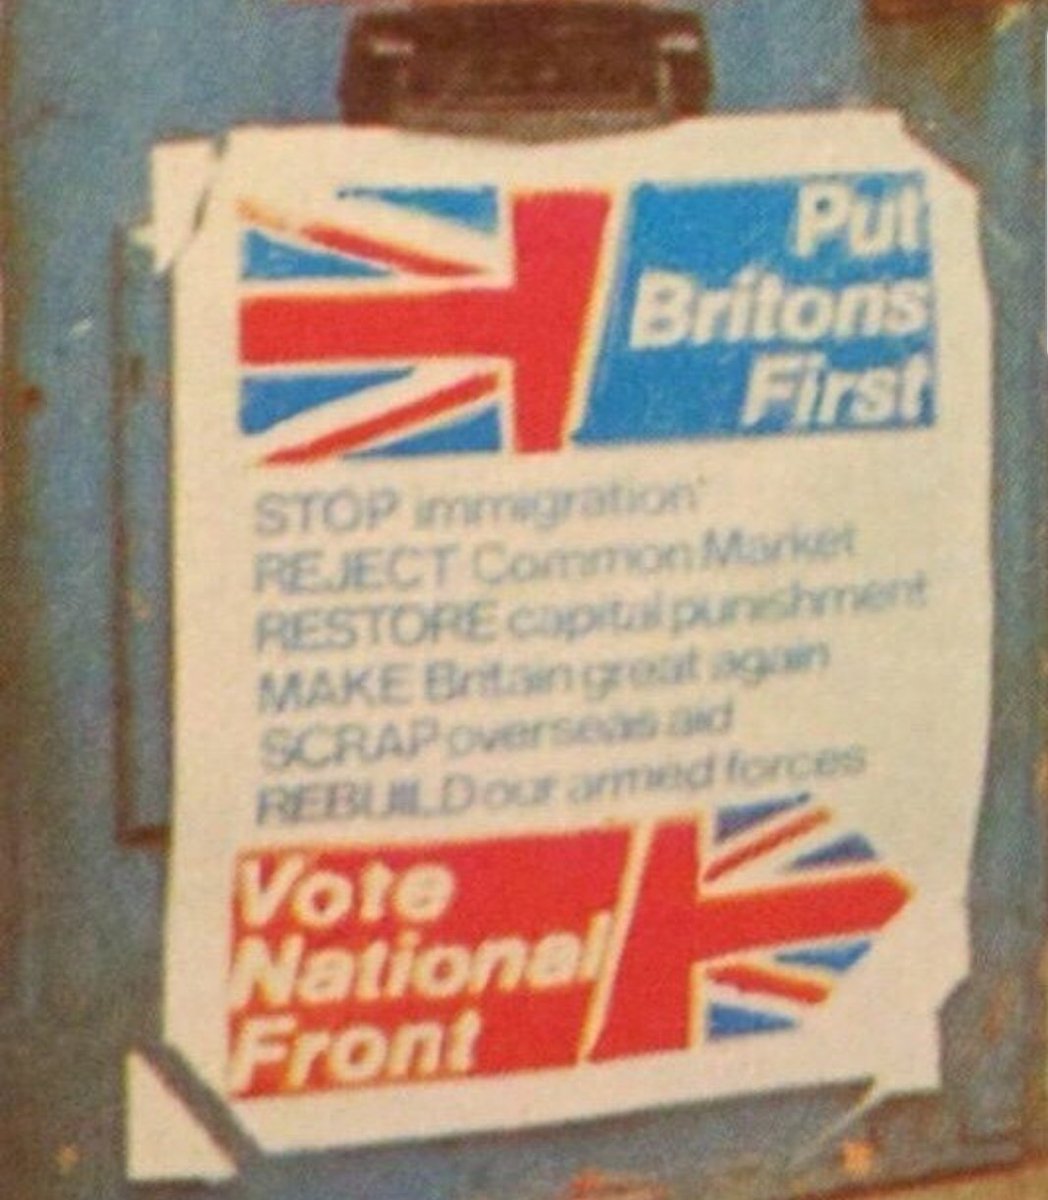 Put
Britons
First
STOP immigration
REJECT Common Market
RESTORE capital punishment
MAKE Britain great again
SCRAP overseas aid
REBUILD our armed forces
Vote
National
Front